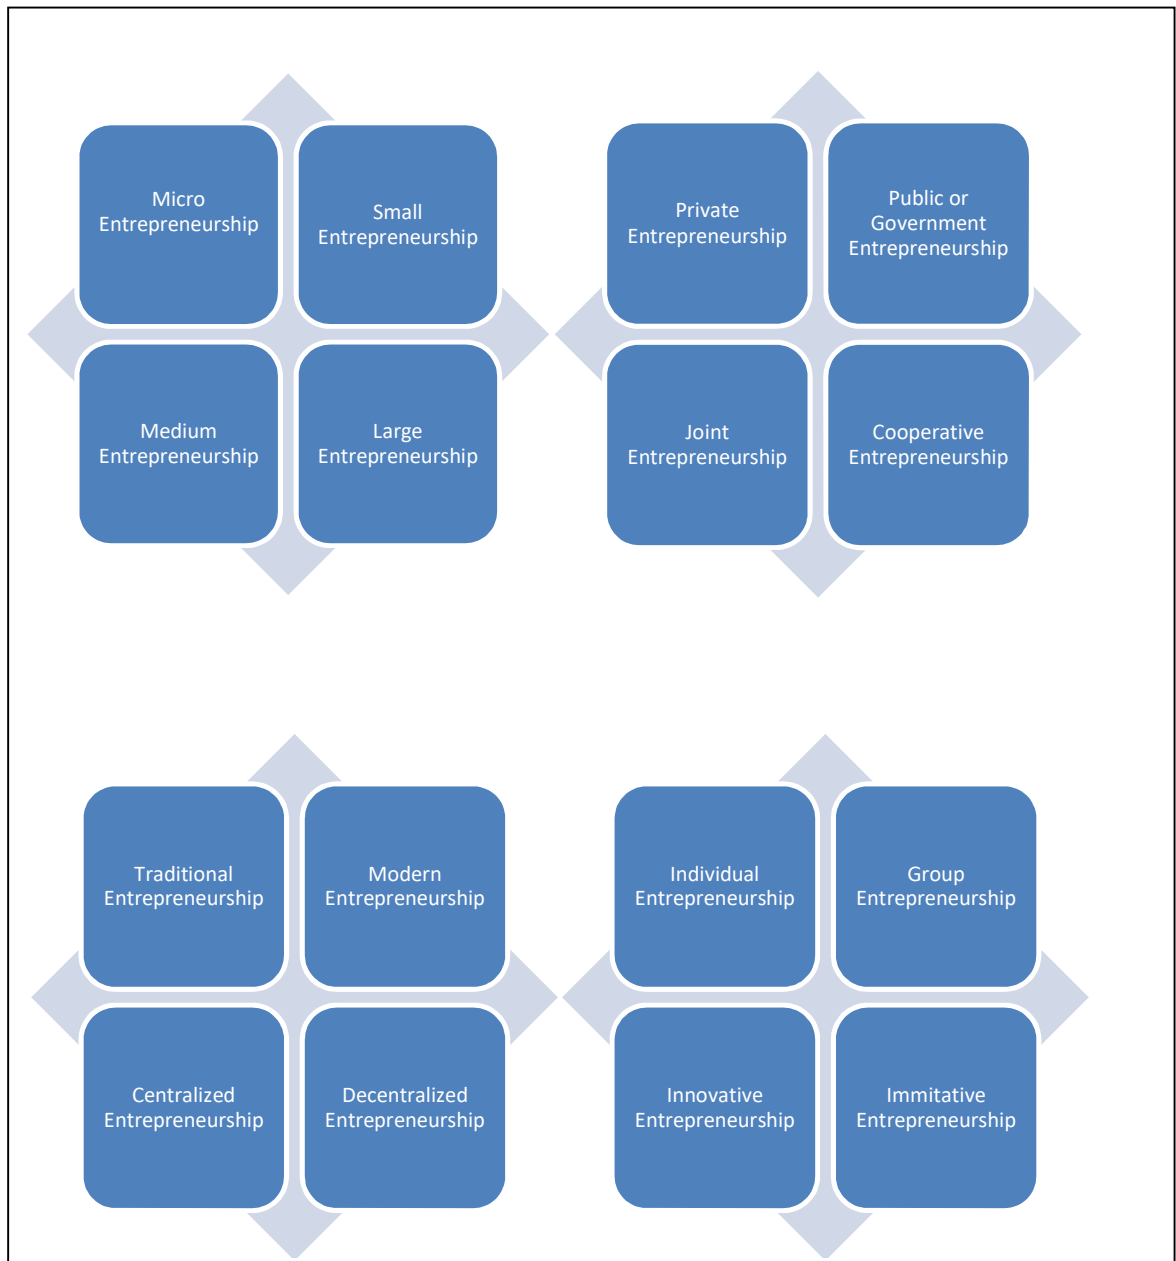 Micro
Entrepreneurship
Small
Entrepreneurship
Medium
Entrepreneurship
Large
Entrepreneurship
Private
Entrepreneurship
Public or
Government
Entrepreneurship
Joint
Entrepreneurship
Cooperative
Entrepreneurship
Traditional
Entrepreneurship
Modern
Entrepreneurship
Centralized
Entrepreneurship
Decentralized
Entrepreneurship
Individual
Entrepreneurship
Group
Entrepreneurship
Innovative
Entrepreneurship
Immitative
Entrepreneurship